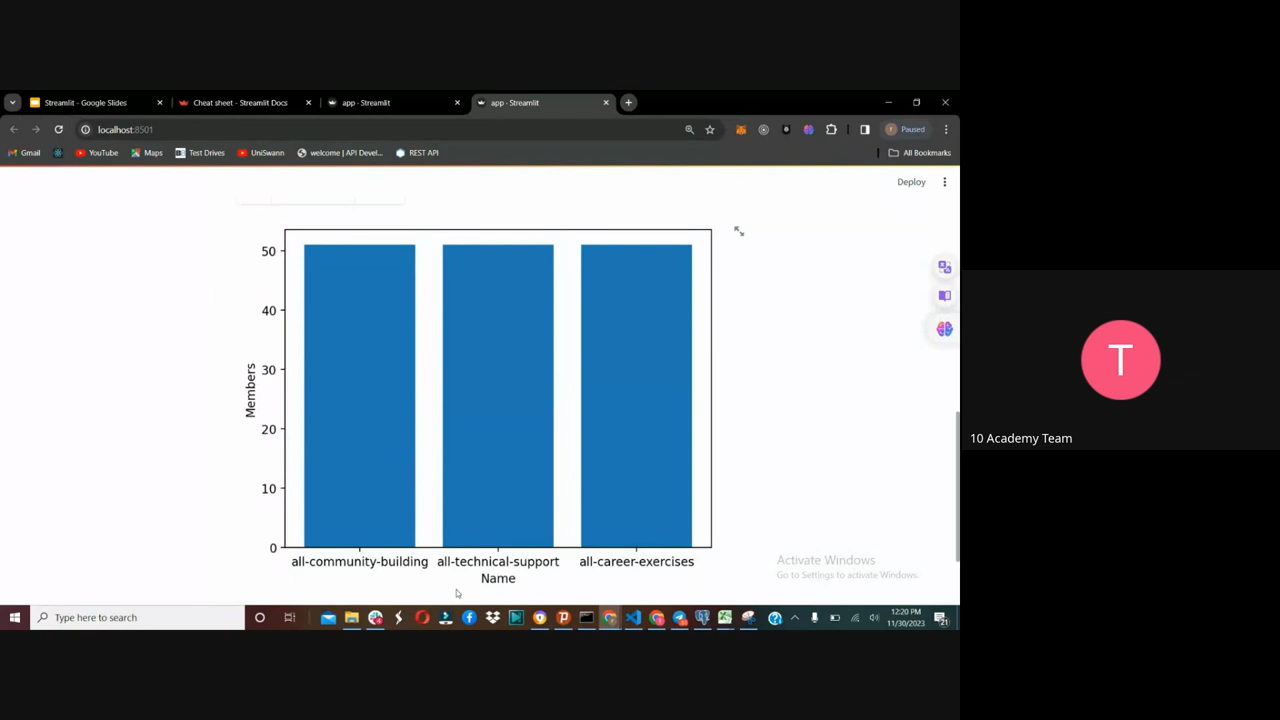 Streamlit - Google Slides
Cheat sheet - Streamlit Docs
app · Streamlit
app · Streamlit
localhost:8501
Paused
Gmail
YouTube
Maps
Test Drives
UniSwann
welcome | API Devel...
REST API
All Bookmarks
Deploy
50
40
30
20
10
0
Members
all-community-building
all-technical-support
all-career-exercises
Name
Activate Windows
Go to Settings to activate Windows.
T
10 Academy Team
Type here to search
12:20 PM
11/30/2023
21